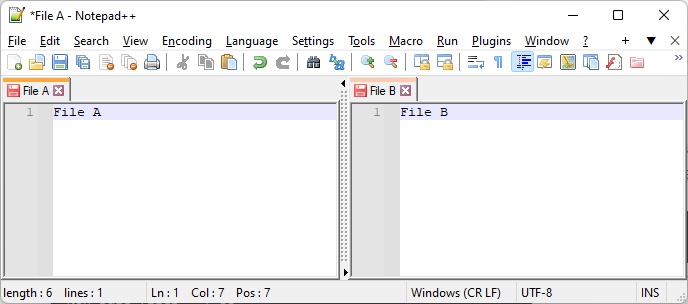 *File A - Notepad++
File Edit Search View Encoding Language Settings Tools Macro Run Plugins Window ? + ▼ X
File A
File B
1 File A
1 File B
length : 6 lines : 1 Ln : 1 Col : 7 Pos : 7 Windows (CR LF) UTF-8 INS